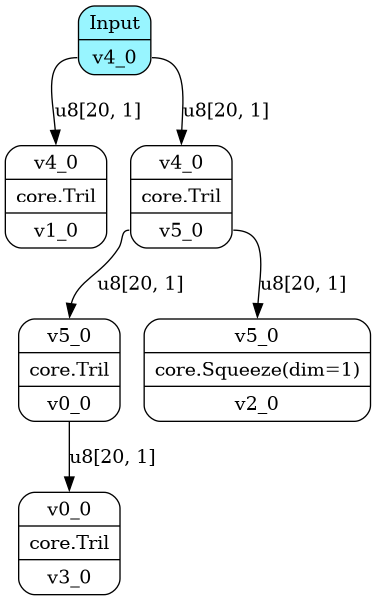 Input
v4_0
u8[20, 1]
u8[20, 1]
v4_0
core.Tril
v1_0
v4_0
core.Tril
v5_0
u8[20, 1]
u8[20, 1]
v5_0
core.Tril
v0_0
v5_0
core.Squeeze(dim=1)
v2_0
u8[20, 1]
v0_0
core.Tril
v3_0